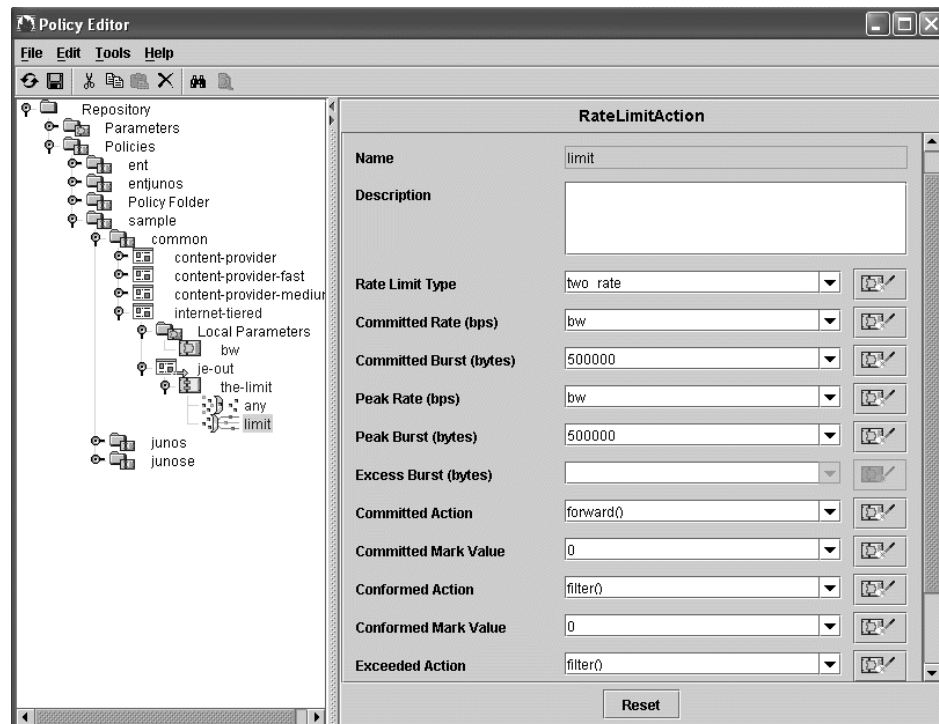 Policy Editor
File Edit Tools Help
Repository
Parameters
Policies
ent
entjunos
Policy Folder
sample
common
content-provider
content-provider-fast
content-provider-mediur
internet-tiered
Local Parameters
bw
je-out
the-limit
any
limit
junos
junose
RateLimitAction
Name limit
Description
Rate Limit Type two_rate
Committed Rate (bps) bw
Committed Burst (bytes) 500000
Peak Rate (bps) bw
Peak Burst (bytes) 500000
Excess Burst (bytes)
Committed Action forward()
Committed Mark Value 0
Conformed Action filter()
Conformed Mark Value 0
Exceeded Action filter()
Reset